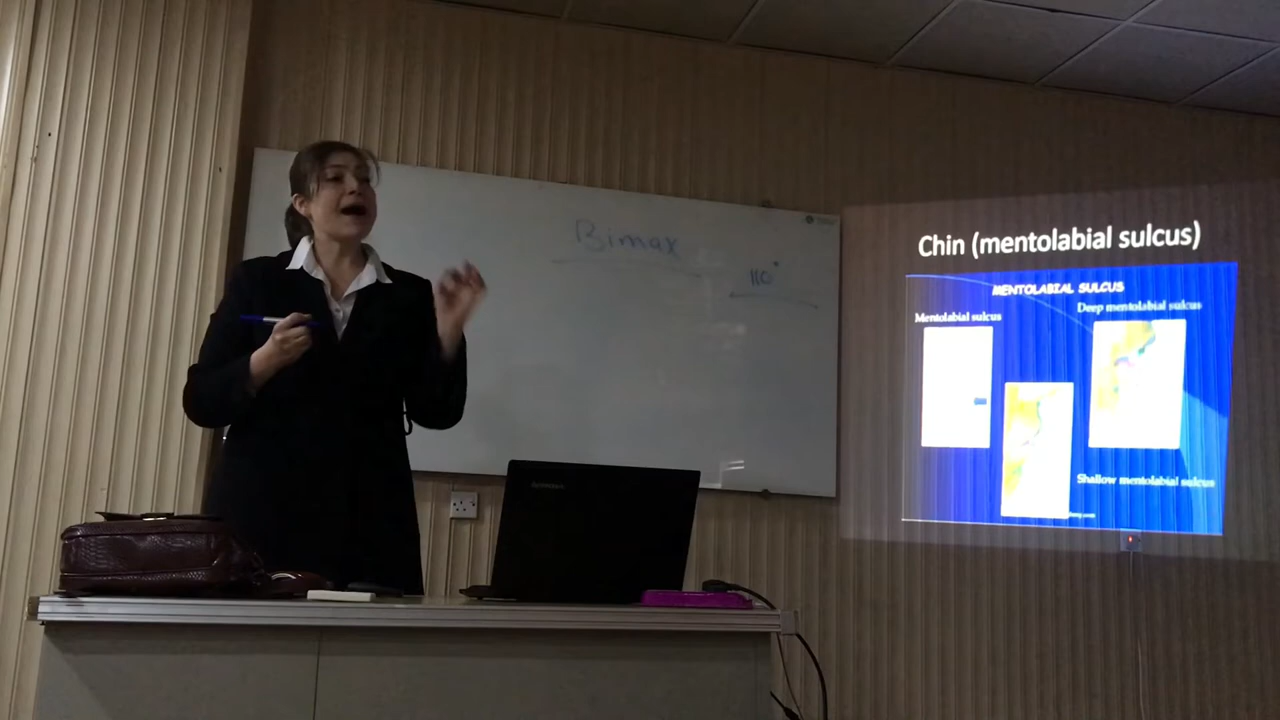 Bimax
110°
Chin (mentolabial sulcus)
MENTOLABIAL SULCUS
Deep mentolabial sulcus
Mentolabial sulcus
Shallow mentolabial sulcus